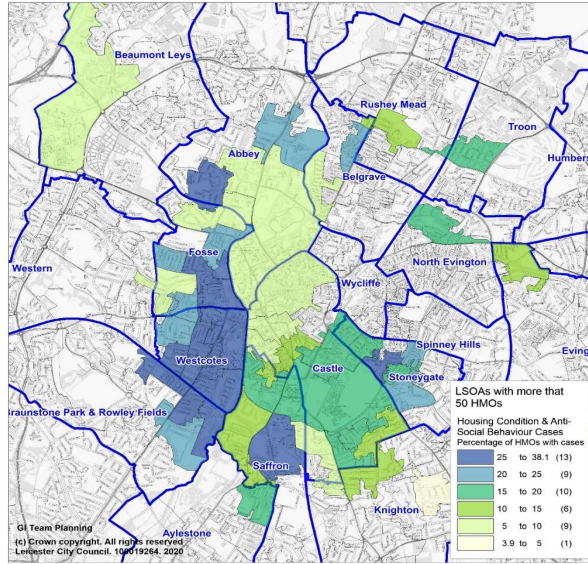 Beaumont Leys
Rushey Mead
Troon
Abbey
Humbers
Belgrave
Fosse
Western
North Evington
Wycliffe
Spinney Hills
Westcotes
Castle
Eving
Stoneygate
raunstone Park & Rowley Fields
Saffron
Knighton
Aylestone
LSOAs with more that
50 HMOs
Housing Condition & Anti-
Social Behaviour Cases
Percentage of HMOs with cases
25 to 38.1 (13)
20 to 25 (9)
15 to 20 (10)
10 to 15 (6)
5 to 10 (9)
3.9 to 5 (1)
GI Team Planning
(c) Crown copyright. All rights reserved
Leicester City Council. 100019264. 2020